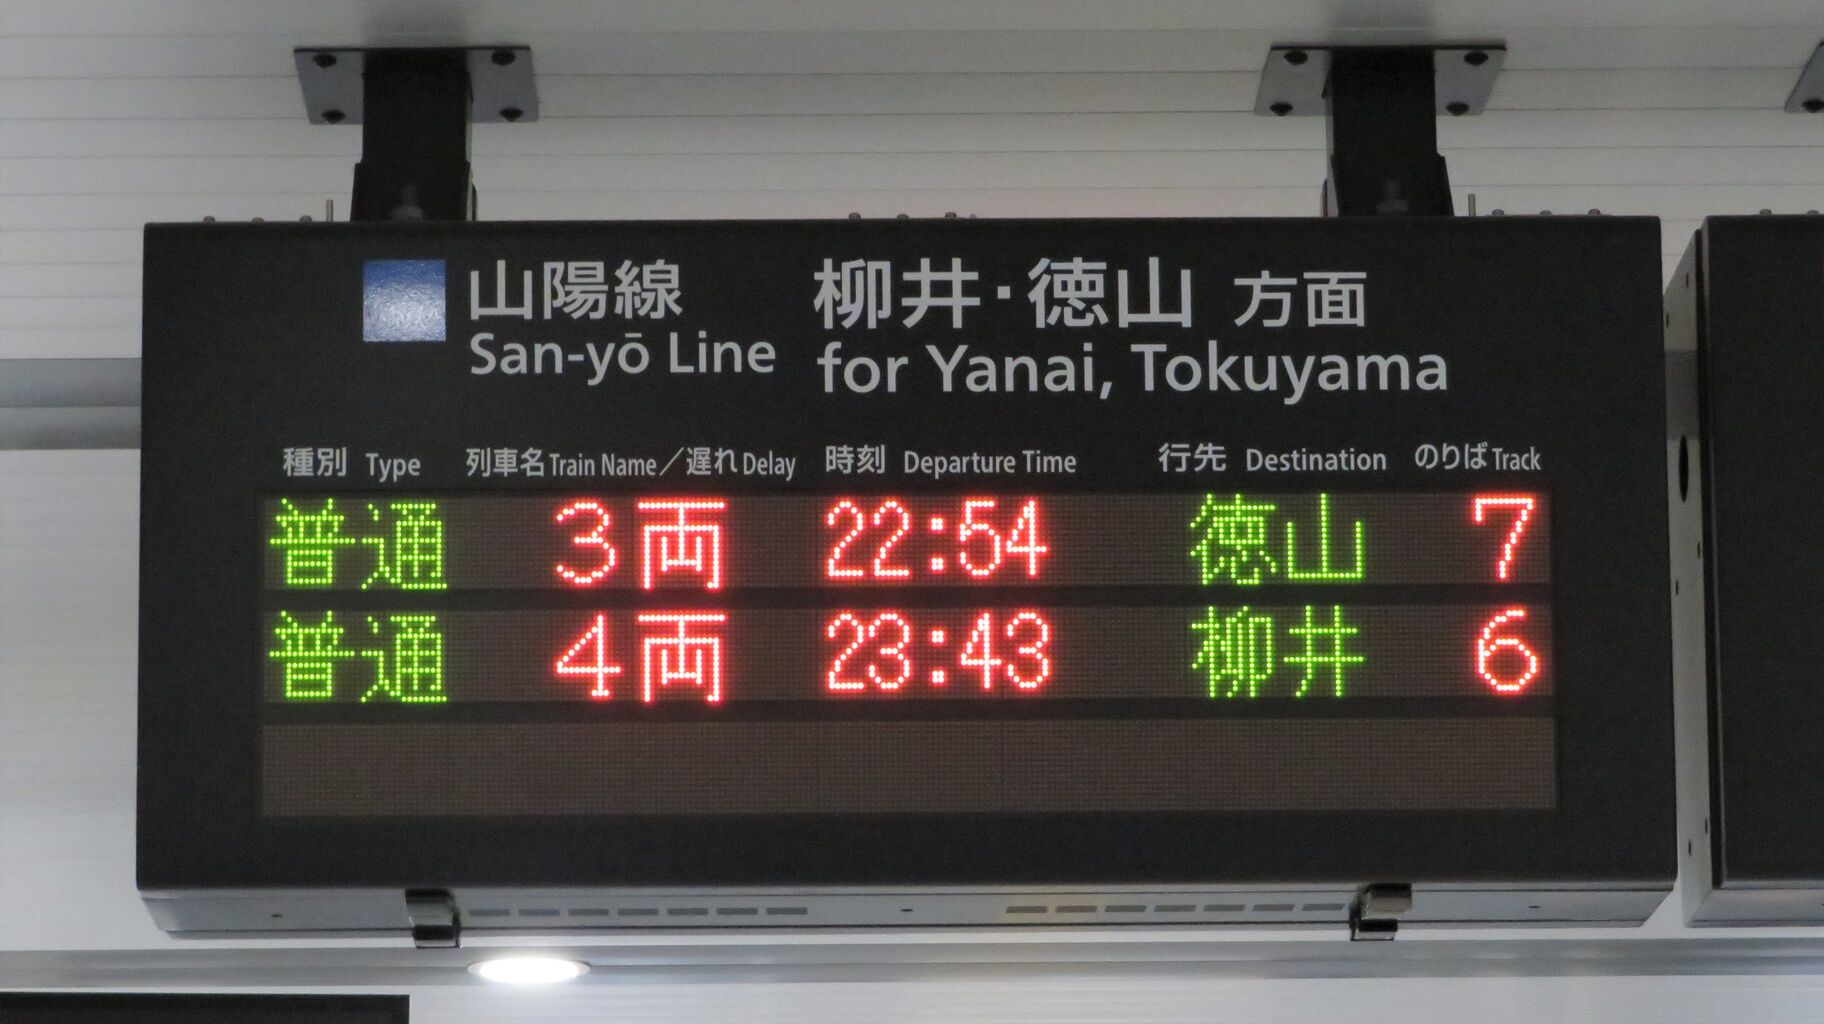 山陽線 柳井・徳山 方面
San-yō Line for Yanai, Tokuyama
種別 Type 列車名 Train Name／遅れ Delay 時刻 Departure Time 行先 Destination のりば Track
普通 3両 22:54 徳山 7
普通 4両 23:43 柳井 6